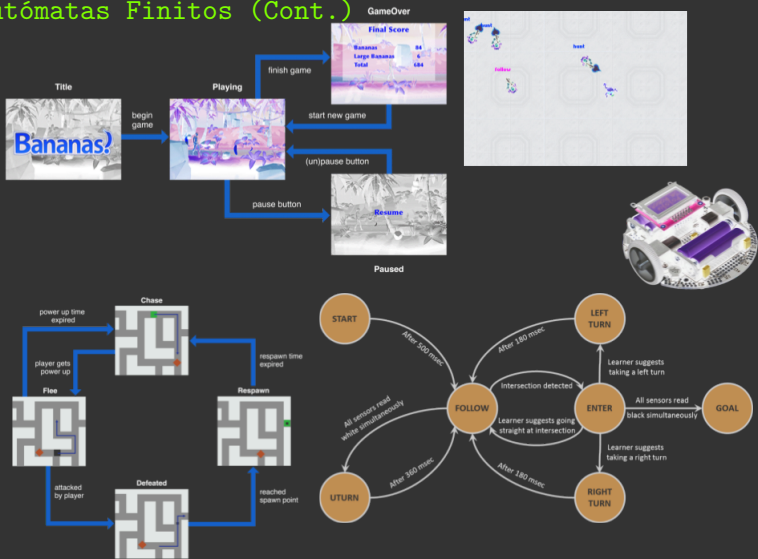 utómatas Finitos (Cont.)
GameOver
Final Score
Bananas 84
Large Bananas 6
Total 684
finish game
Title
Playing
begin
game
Bananas?
start new game
(un)pause button
pause button
Resume
Paused
hunt
hunt
follow
Chase
power up time
expired
player gets
power up
respawn time
expired
Flee
Respawn
attacked
by player
Defeated
reached
spawn point
START
After 500 msec
LEFT
TURN
After 180 msec
Learner suggests
taking a left turn
Intersection detected
FOLLOW
ENTER
All sensors read
black simultaneously
GOAL
Learner suggests going
straight at intersection
All sensors read
white simultaneously
Learner suggests
taking a right turn
After 360 msec
After 180 msec
UTURN
RIGHT
TURN